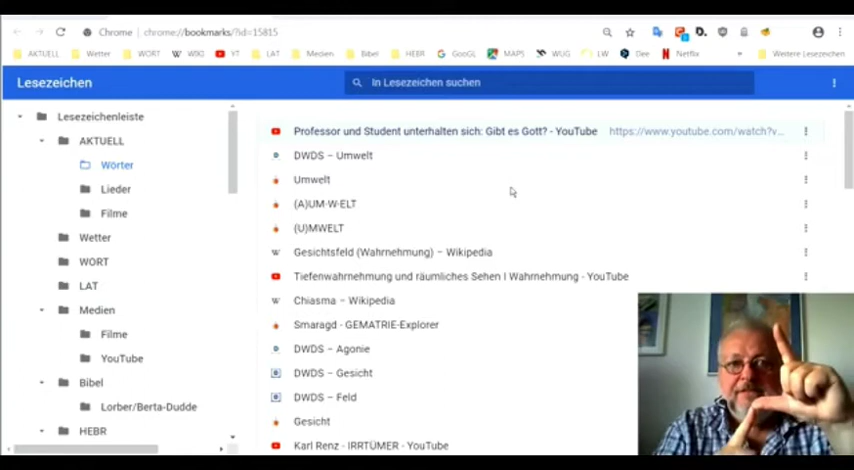 Chrome | chrome://bookmarks/?id=15815
AKTUELL Wetter WORT WIKI YT LAT Medien Bibel HEBR GooGL MAPS WUG LW Dee Netflix » Weitere Lesezeichen
Lesezeichen In Lesezeichen suchen
Lesezeichenleiste
AKTUELL
Wörter
Lieder
Filme
Wetter
WORT
LAT
Medien
Filme
YouTube
Bibel
Lorber/Berta-Dudde
HEBR
Professor und Student unterhalten sich: Gibt es Gott? - YouTube https://www.youtube.com/watch?v...
DWDS – Umwelt
Umwelt
(A)UM-W-ELT
(U)MWELT
Gesichtsfeld (Wahrnehmung) – Wikipedia
Tiefenwahrnehmung und räumliches Sehen I Wahrnehmung - YouTube
Chiasma – Wikipedia
Smaragd - GEMATRIE-Explorer
DWDS – Agonie
DWDS – Gesicht
DWDS – Feld
Gesicht
Karl Renz - IRRTÜMER - YouTube